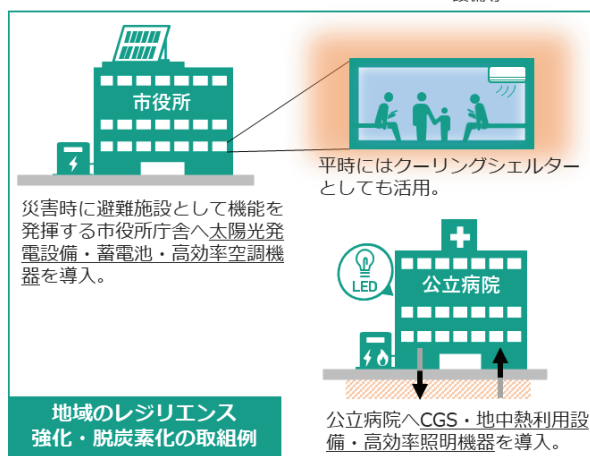 市役所
平時にはクーリングシェルター
としても活用。
災害時に避難施設として機能を
発揮する市役所庁舎へ太陽光発
電設備・蓄電池・高効率空調機
器を導入。
LED
公立病院
地域のレジリエンス
強化・脱炭素化の取組例
公立病院へCGS・地中熱利用設
備・高効率照明機器を導入。